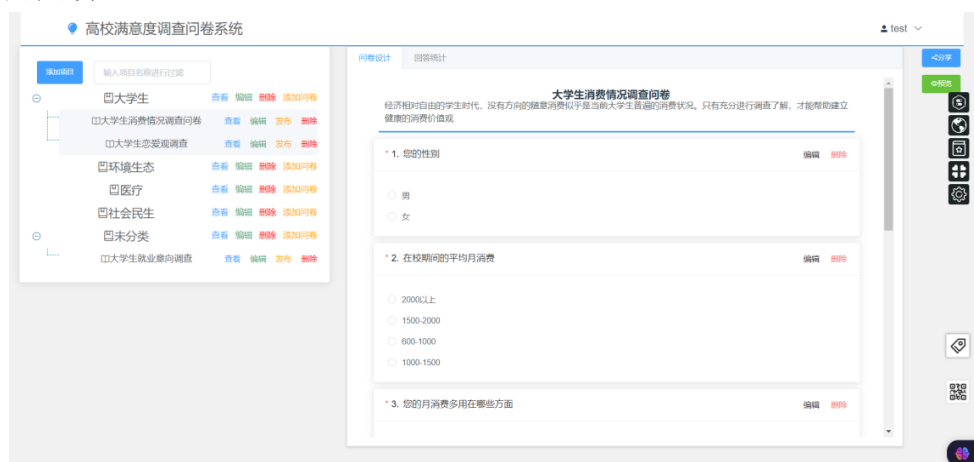 高校满意度调查问卷系统
test
添加项目
输入项目名称进行过滤
大学生 查看 编辑 删除 添加问卷
大学生消费情况调查问卷 查看 编辑 发布 删除
大学生恋爱观调查 查看 编辑 发布 删除
环境生态 查看 编辑 删除 添加问卷
医疗 查看 编辑 删除 添加问卷
社会民生 查看 编辑 删除 添加问卷
未分类 查看 编辑 删除 添加问卷
大学生就业意向调查 查看 编辑 发布 删除
问卷设计 回答统计
大学生消费情况调查问卷
经济相对自由的学生时代、没有方向的随意消费似乎是当前大学生普遍的消费状况。只有充分进行调查了解，才能帮助建立
健康的消费价值观
* 1. 您的性别 编辑 删除
男
女
* 2. 在校期间的平均月消费 编辑 删除
2000以上
1500-2000
600-1000
1000-1500
* 3. 您的月消费多用在哪些方面 编辑 删除
分享
预览